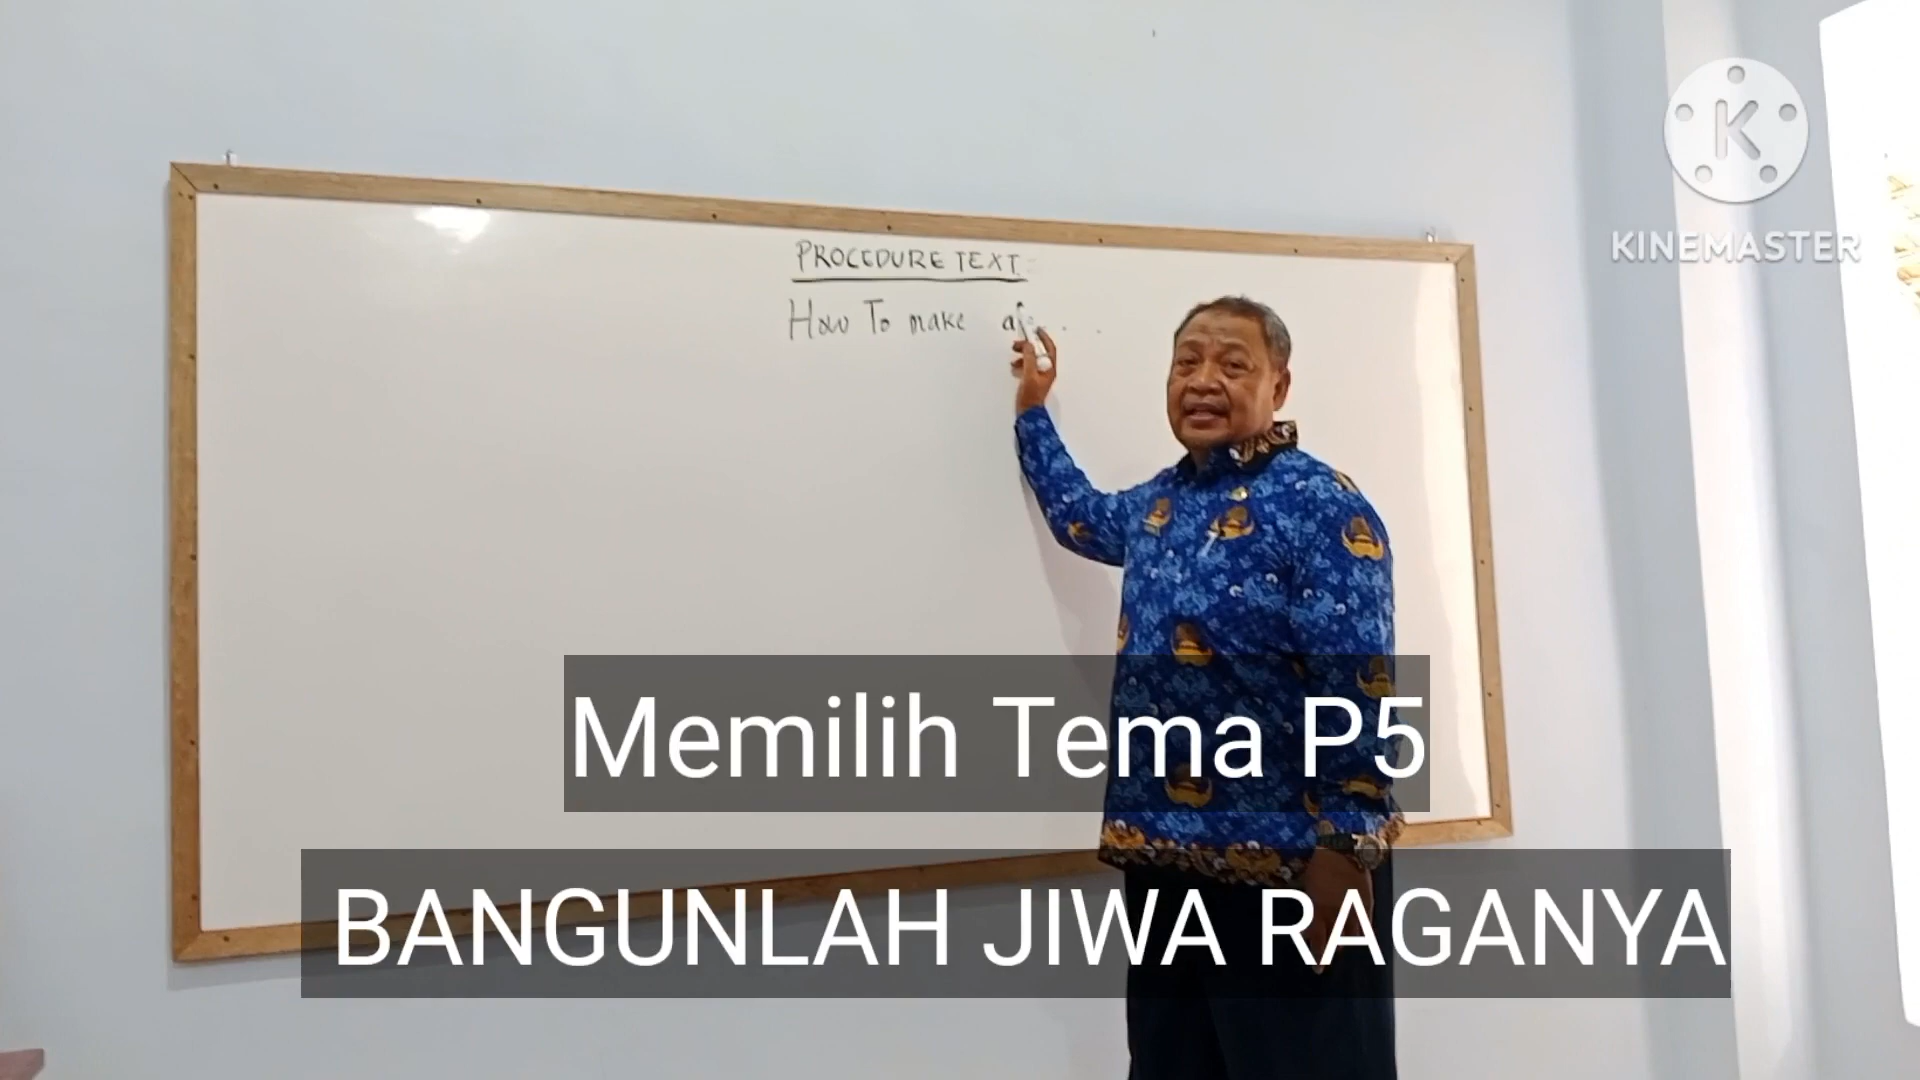 K
KINEMASTER
PROCEDURE TEXT
How To make a
Memilih Tema P5
BANGUNLAH JIWA RAGANYA